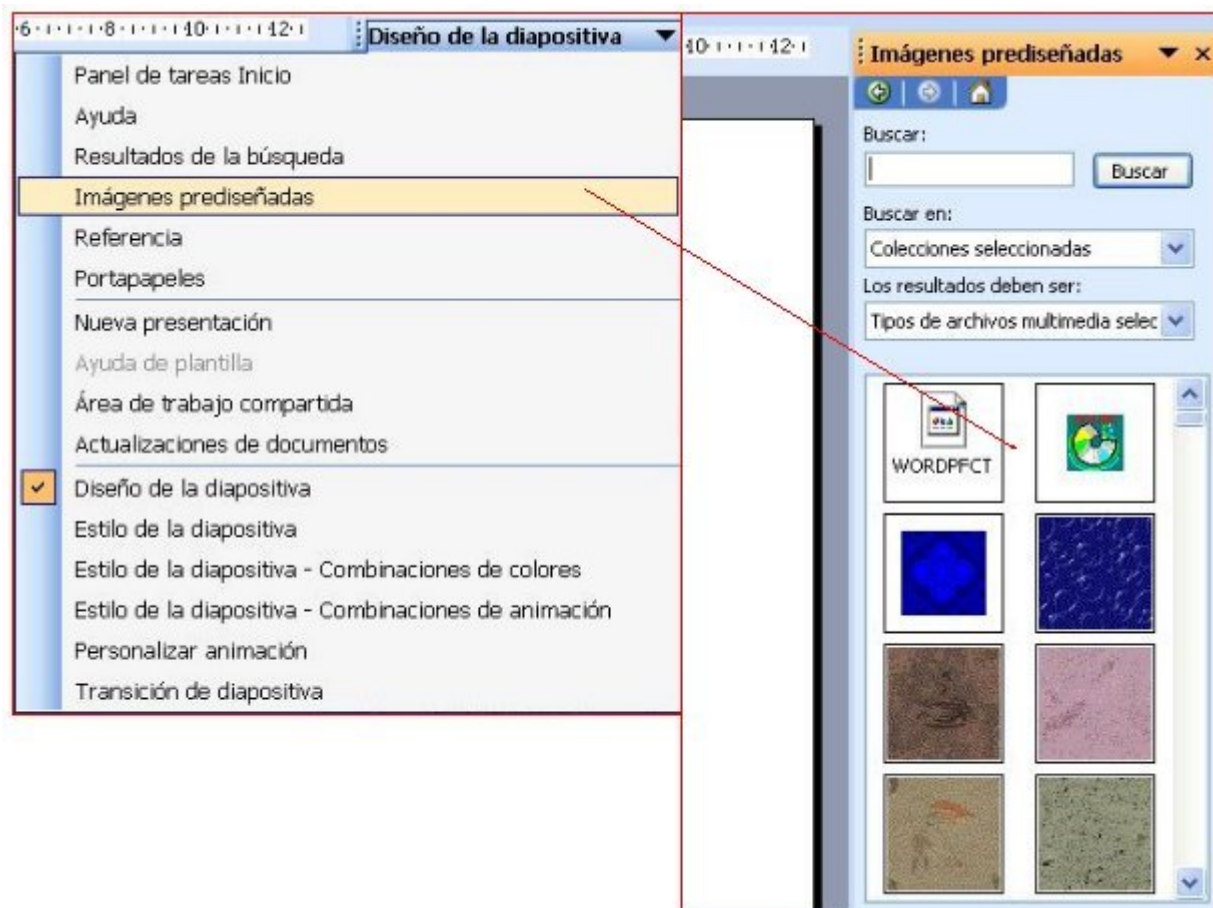 6 8 10 12
Diseño de la diapositiva
Panel de tareas Inicio
Ayuda
Resultados de la búsqueda
Imágenes prediseñadas
Referencia
Portapapeles
Nueva presentación
Ayuda de plantilla
Área de trabajo compartida
Actualizaciones de documentos
Diseño de la diapositiva
Estilo de la diapositiva
Estilo de la diapositiva - Combinaciones de colores
Estilo de la diapositiva - Combinaciones de animación
Personalizar animación
Transición de diapositiva
10 12
Imágenes prediseñadas
Buscar:
Buscar
Buscar en:
Colecciones seleccionadas
Los resultados deben ser:
Tipos de archivos multimedia selec
WORDPFCT